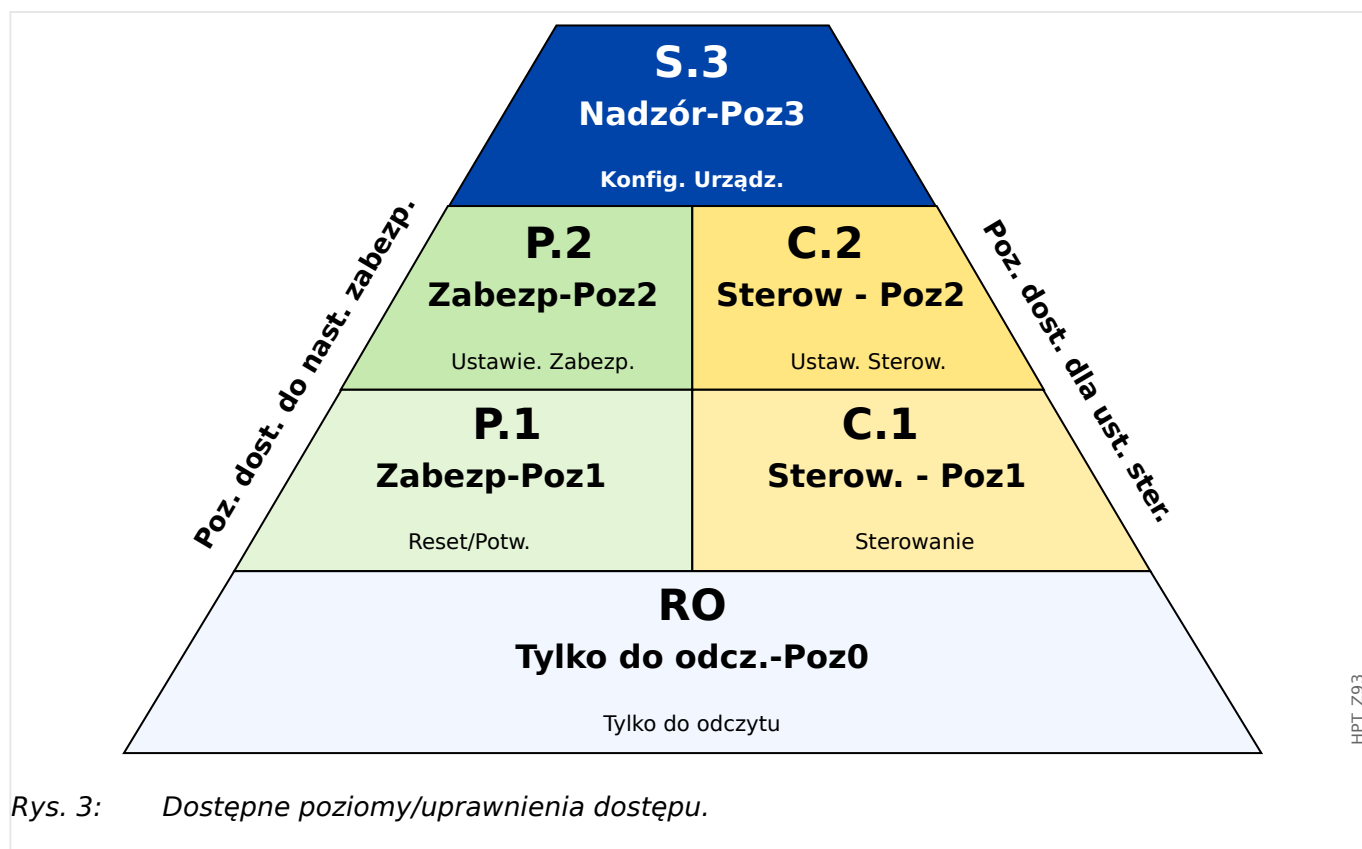 S.3
Nadzór-Poz3
Konfig. Urządz.
Poz. dost. do nast. zabezp.
P.2
Zabezp-Poz2
Ustawie. Zabezp.
C.2
Sterow - Poz2
Ustaw. Sterow.
Poz. dost. dla ust. ster.
P.1
Zabezp-Poz1
Reset/Potw.
C.1
Sterow. - Poz1
Sterowanie
RO
Tylko do odcz.-Poz0
Tylko do odczytu
HPT_Z93
Rys. 3: Dostępne poziomy/uprawnienia dostępu.